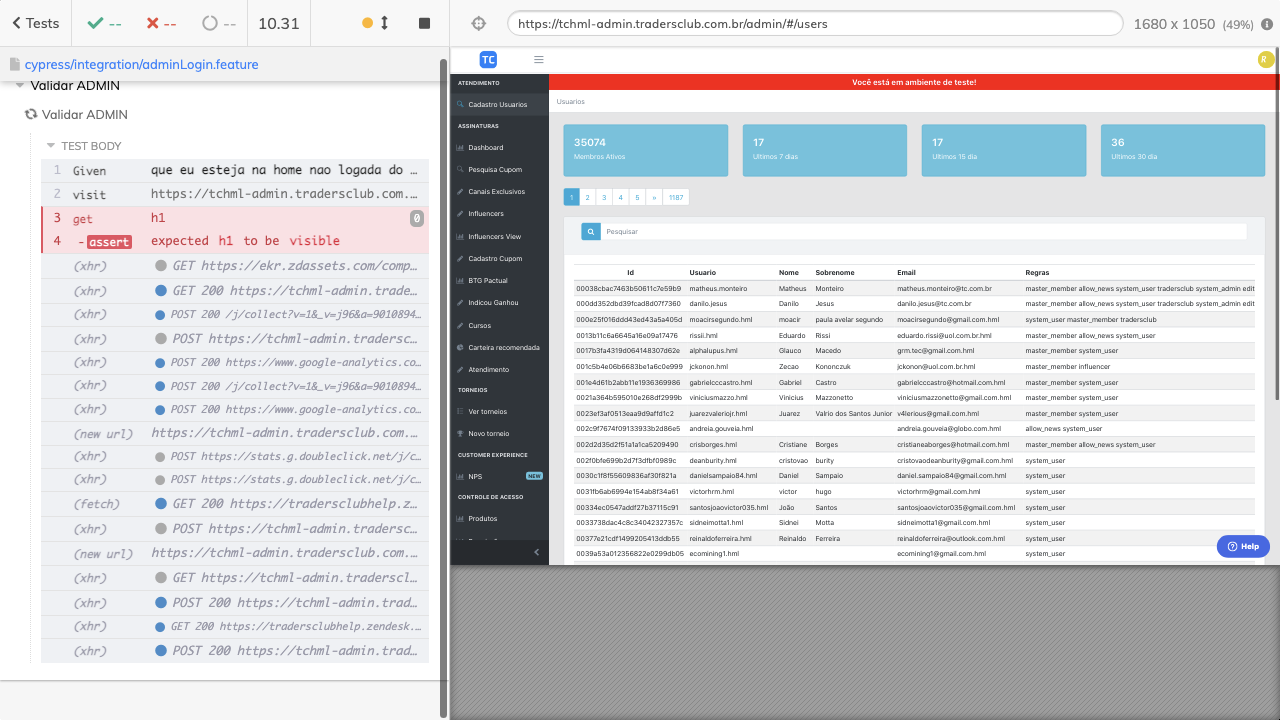 Tests
--
--
--
10.31
https://tchml-admin.tradersclub.com.br/admin/#/users
1680 x 1050 (49%)
cypress/integration/adminLogin.feature
Validar ADMIN
Validar ADMIN
TEST BODY
1 given que eu efetue nome nao logada do ...
2 visit https://tchml-admin.tradersclub.com...
3 get h1 0
4 - assert expected h1 to be visible
(xhr) GET https://ekr.zdassets.com/comp...
(xhr) GET 200 https://tchml-admin.trade...
(xhr) POST 200 /j/collect?v=1&_v=j96&a=9010894...
(xhr) POST https://tchml-admin.tradersc...
(xhr) POST 200 https://www.google-analytics.co...
(xhr) POST 200 /j/collect?v=1&_v=j96&a=9010894...
(xhr) POST 200 https://www.google-analytics.co...
(new url) https://tchml-admin.tradersclub.com...
(xhr) POST https://stats.g.doubleclick.net/j/c...
(xhr) POST https://stats.g.doubleclick.net/j/c...
(fetch) GET 200 https://tradersclubhelp...
(xhr) GET https://tchml-admin.traderscl...
(new url) https://tchml-admin.tradersclub.com...
(xhr) GET https://tchml-admin.traderscl...
(xhr) POST 200 https://tchml-admin.trad...
(xhr) GET 200 https://tradersclubhelp.zendesk...
(xhr) POST 200 https://tchml-admin.trad...
TC
R
ATENDIMENTO
Cadastro Usuarios
ASSINATURAS
Dashboard
Pesquisa Cupom
Canais Exclusivos
Influencers
Influencers View
Cadastro Cupom
BTG Pactual
Indicou Ganhou
Cursos
Carteira recomendada
Atendimento
TORNEIOS
Ver torneios
Novo torneio
CUSTOMER EXPERIENCE
NPS NEW
CONTROLE DE ACESSO
Produtos
Você está em ambiente de teste!
Usuarios
35074
Membros Ativos
17
Ultimos 7 dias
17
Ultimos 15 dia
36
Ultimos 30 dia
1 2 3 4 5 » 1187
Pesquisar
Id Usuario Nome Sobrenome Email Regras
00038cbac7463b50611c7e59b9 matheus.monteiro Matheus Monteiro matheus.monteiro@tc.com.br master_member allow_news system_user tradersclub system_admin edit
000dd352dbd39fcad8d07f7360 danilo.jesus Danilo Jesus danilo.jesus@tc.com.br master_member allow_news system_user tradersclub system_admin edit
000e25f016ddd43ed43a5a405d moacirsegundo.hml moacir paula avelar segundo moacirsegundo@gmail.com.hml system_user master_member tradersclub
0013b11c6a6645a16e09a17476 rissii.hml Eduardo Rissi eduardo.rissi@uol.com.br.hml master_member allow_news system_user
0017b3fa4319d064148307d62e alphalupus.hml Glauco Macedo grm.tec@gmail.com.hml master_member system_user
001c5b4e06b6683be1a6c0e999 jckonon.hml Zecao Kononczuk jckonon@uol.com.br.hml master_member influencer
001e4d61b2abb11e1936369986 gabrielcccastro.hml Gabriel Castro gabrielcccastro@hotmail.com.hml master_member system_user
0021a364b595010e268df2999b viniciusmazzo.hml Vinicius Mazzonetto viniciusmazzonetto@gmail.com.hml master_member system_user
0023ef3af0513eaa9d9affd1c2 juarezvaleriojr.hml Juarez Valrio dos Santos Junior v4lerious@gmail.com.hml master_member system_user
002c9f7674f09133933b2d86e5 andreia.gouveia.hml andreia.gouveia@globo.com.hml allow_news system_user
002d2d35d2f51a1a1ca5209490 crisborges.hml Cristiane Borges cristianeaborges@hotmail.com.hml master_member allow_news system_user
002f0bfe699b2d7f3dfbf0989c deanburity.hml cristovao burity cristovaodeanburity@gmail.com.hml system_user
0030c1f8f55609836af30f821a danielsampaio84.hml Daniel Sampaio daniel.sampaio84@gmail.com.hml system_user
0031fb6ab6994e154ab8f34a61 victorhrm.hml victor hugo victorhrm@gmail.com.hml system_user
00334ec0547addf27b37115c91 santosjoaovictor035.hml João Santos santosjoaovictor035@gmail.com.hml system_user
0033738dac4c8c34042327357c sidneimotta1.hml Sidnei Motta sidneimotta1@gmail.com.hml system_user
00377e21cdf1499205413ddb55 reinaldoferreira.hml Reinaldo Ferreira reinaldoferreira@outlook.com.hml system_user
0039a53a012356822e0299db05 ecomining1.hml ecomining1@gmail.com.hml system_user
Help